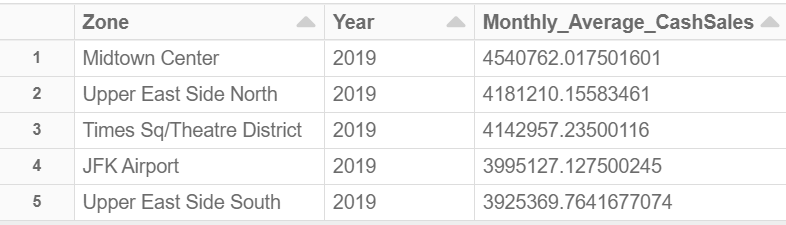 Zone Year Monthly_Average_CashSales
1 Midtown Center 2019 4540762.017501601
2 Upper East Side North 2019 4181210.15583461
3 Times Sq/Theatre District 2019 4142957.23500116
4 JFK Airport 2019 3995127.127500245
5 Upper East Side South 2019 3925369.7641677074